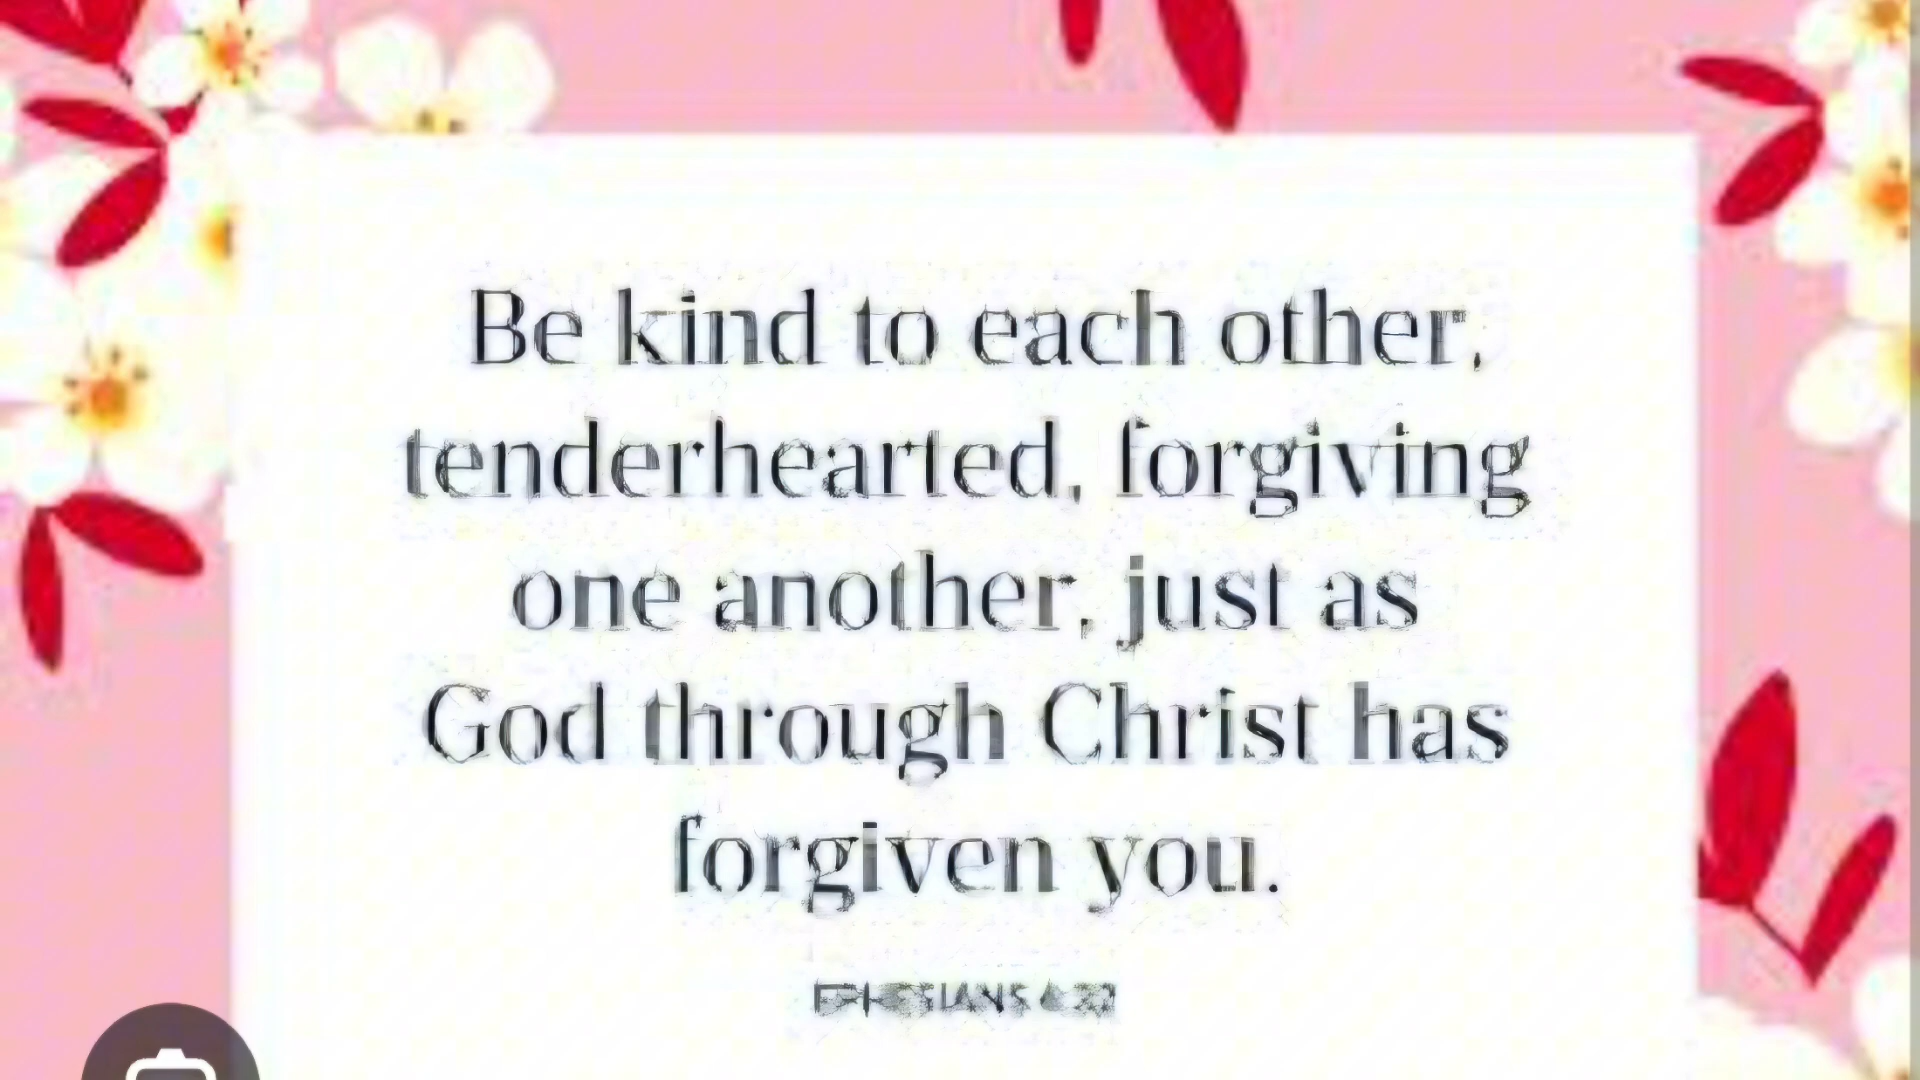 Be kind to each other,
tenderhearted, forgiving
one another, just as
God through Christ has
forgiven you.
EPHESIANS